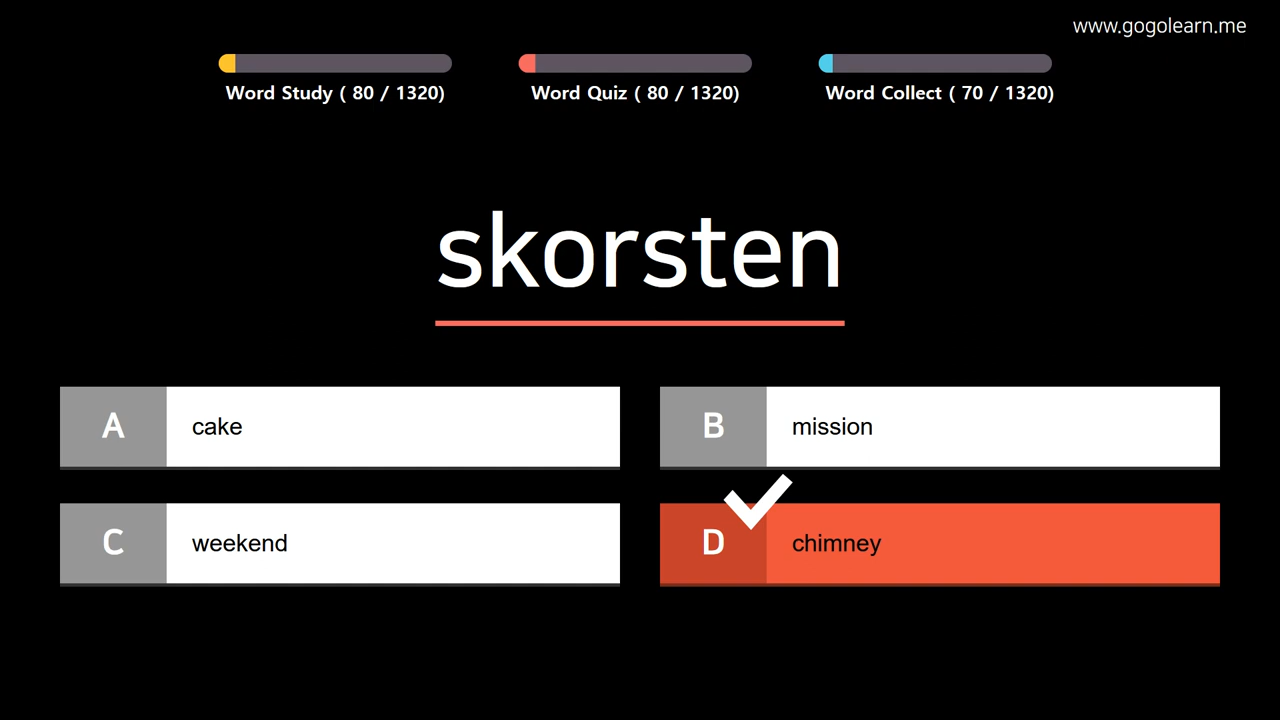 www.gogolearn.me
Word Study ( 80 / 1320)
Word Quiz ( 80 / 1320)
Word Collect ( 70 / 1320)
skorsten
A cake
B mission
C weekend
D chimney